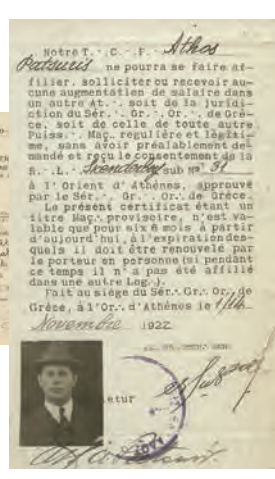 Notre T∴ C∴ F∴ Athos
Patsuris ne pourra se faire af-
filier, solliciter ou recevoir au-
cune augmentation de salaire dans
un autre At∴ soit de la juridi-
ction du Sér∴ Gr∴ Or∴ de Grè-
ce, soit de celle de toute autre
Puiss∴ Maç∴ regulière et légiti-
me, sans avoir préalablement de-
mandé et reçu le consentement de la
R∴ L∴ sub Nº 31
à l'Orient d'Athènes, approuvé
par le Sér∴ Gr∴ Or∴ de Grèce.
Le présent certificat étant un
titre Maç∴ provisoire, n'est va-
lable que pour six mois à partir
d'aujourd'hui, à l'expiration des-
quels il doit être renouvelé par
le porteur en personne (si pendant
ce temps il n'a pas été affilié
dans une autre Log∴).
Fait au siège du Sér∴ Gr∴ Or∴ de
Grèce, à l'Or∴ d'Athènes le
Novembre 1922
etur